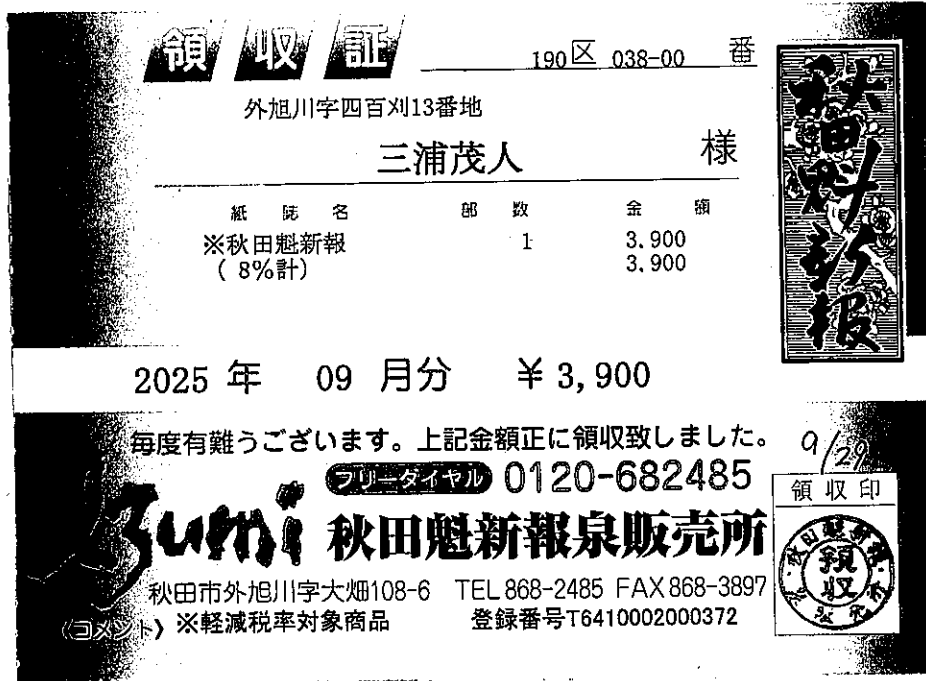 領収証
190区 038-00 番
外旭川字四百刈13番地
三浦茂人 様
紙誌名 部数 金額
※秋田魁新報 1 3,900
( 8%計) 3,900
秋田魁新報
2025 年 09 月分 ¥3,900
毎度有難うございます。上記金額正に領収致しました。
9/29
フリーダイヤル 0120-682485
領収印
Izumi 秋田魁新報泉販売所
領収
秋田市外旭川字大畑108-6 TEL 868-2485 FAX 868-3897
〈コメント〉 ※軽減税率対象商品 登録番号T6410002000372